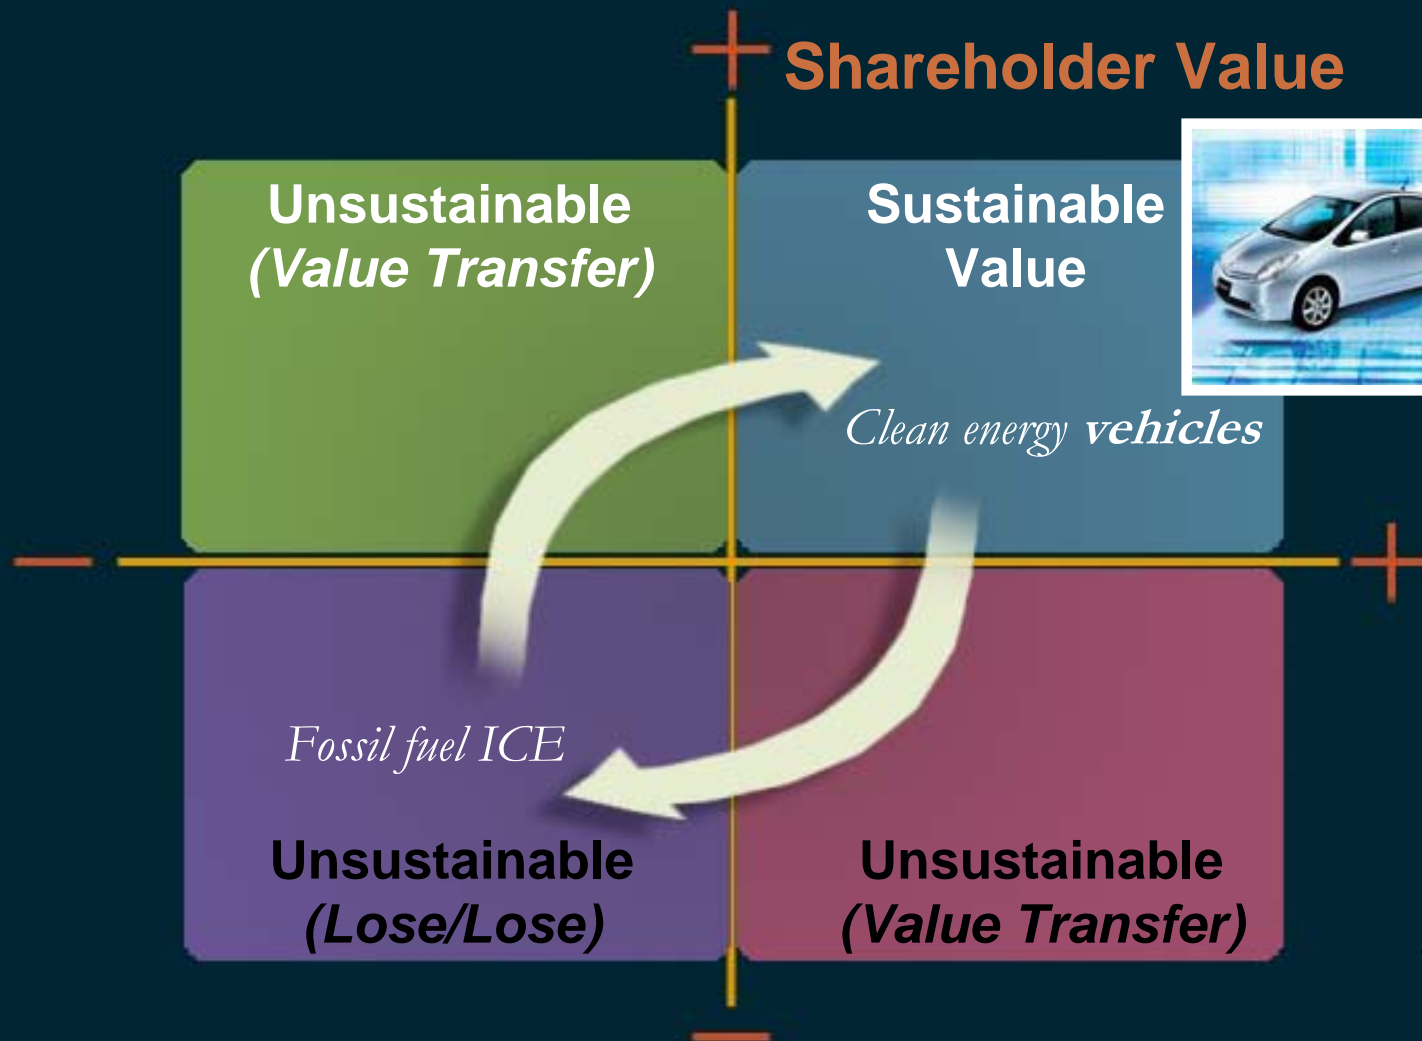 Shareholder Value
Unsustainable
(Value Transfer)
Sustainable
Value
Clean energy vehicles
Fossil fuel ICE
Unsustainable
(Lose/Lose)
Unsustainable
(Value Transfer)